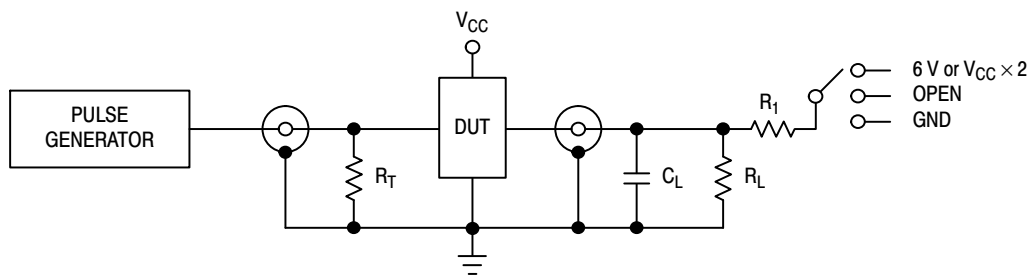 V_CC
6 V or V_CC × 2
OPEN
GND
PULSE
GENERATOR
DUT
R_1
R_T
C_L
R_L